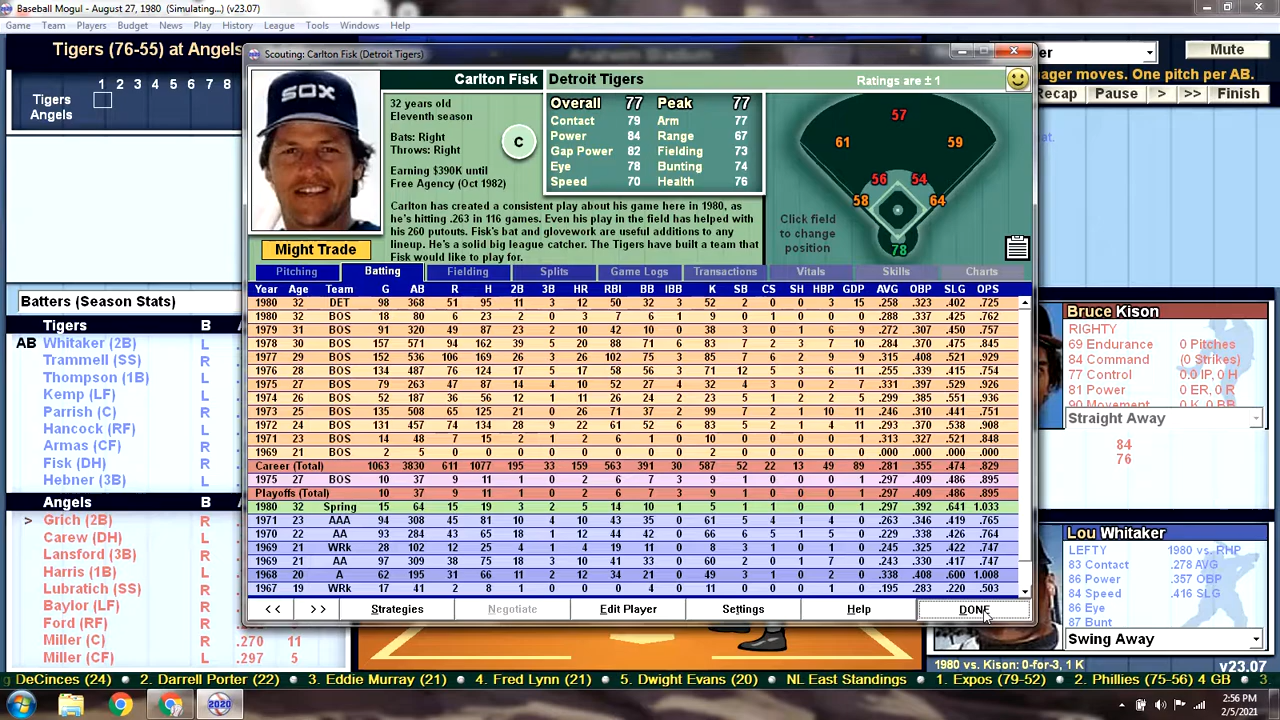 Baseball Mogul - August 27, 1980 (Simulating...) (v23.07)
Game Team Players Budget News Play History League Tools Windows Help
Tigers (76-55) at Angels
1 2 3 4 5 6 7 8
Tigers
Angels
Mute
nager moves. One pitch per AB.
Recap Pause > >> Finish
Scouting: Carlton Fisk (Detroit Tigers)
SOX
Carlton Fisk
Detroit Tigers
Ratings are ± 1
32 years old
Eleventh season
Bats: Right
Throws: Right
Earning $390K until
Free Agency (Oct 1982)
C
Overall 77 Peak 77
Contact 79 Arm 77
Power 84 Range 67
Gap Power 82 Fielding 73
Eye 78 Bunting 74
Speed 70 Health 76
57
61 59
56 54
58 64
78
Click field
to change
position
Carlton has created a consistent play about his game here in 1980, as
he's hitting .263 in 116 games. Even his play in the field has helped with
his 260 putouts. Fisk's bat and glovework are useful additions to any
lineup. He's a solid big league catcher. The Tigers have built a team that
Fisk would like to play for.
Might Trade
Pitching Batting Fielding Splits Game Logs Transactions Vitals Skills Charts
Year Age Team G AB R H 2B 3B HR RBI BB IBB K SB CS SH HBP GDP AVG OBP SLG OPS
1980 32 DET 98 368 51 95 11 3 12 50 32 2 52 2 0 0 3 15 .258 .323 .402 .725
1980 32 BOS 18 80 6 23 2 0 3 7 6 1 9 0 1 0 0 2 .288 .337 .425 .762
1979 31 BOS 91 320 49 87 23 2 10 42 10 0 38 3 0 1 6 9 .272 .307 .450 .757
1978 30 BOS 157 571 94 162 39 5 20 88 71 6 83 7 2 3 7 10 .284 .370 .475 .845
1977 29 BOS 152 536 106 169 26 3 26 102 75 3 85 7 6 2 9 9 .315 .408 .521 .929
1976 28 BOS 134 487 76 124 17 5 17 58 56 3 71 12 5 3 6 11 .255 .339 .415 .754
1975 27 BOS 79 263 47 87 14 4 10 52 27 4 32 4 3 0 2 7 .331 .397 .529 .926
1974 26 BOS 52 187 36 56 12 1 11 26 24 2 23 5 1 2 2 5 .299 .385 .551 .936
1973 25 BOS 135 508 65 125 21 0 26 71 37 2 99 7 2 1 10 11 .246 .310 .441 .751
1972 24 BOS 131 457 74 134 28 9 22 61 52 6 83 5 2 1 4 11 .293 .370 .538 .908
1971 23 BOS 14 48 7 15 2 1 2 6 1 0 10 0 0 0 0 0 .313 .327 .521 .848
1969 21 BOS 2 5 0 0 0 0 0 0 0 0 2 0 0 0 0 0 .000 .000 .000 .000
Career (Total) 1063 3830 611 1077 195 33 159 563 391 30 587 52 22 13 49 89 .281 .355 .474 .829
1975 27 BOS 10 37 9 11 1 0 2 6 7 3 9 1 0 0 0 1 .297 .409 .486 .895
Playoffs (Total) 10 37 9 11 1 0 2 6 7 3 9 1 0 0 0 1 .297 .409 .486 .895
1980 32 Spring 15 64 15 19 3 2 5 14 10 1 5 1 1 0 0 1 .297 .392 .641 1.033
1971 23 AAA 94 308 45 81 10 4 10 43 35 0 61 5 4 1 4 0 .263 .346 .419 .765
1970 22 AA 93 284 43 65 18 1 12 44 42 0 66 6 5 1 5 0 .229 .338 .426 .764
1969 21 WRk 28 102 12 25 4 1 4 19 11 0 8 3 1 0 1 0 .245 .325 .422 .747
1969 21 AA 97 309 38 75 18 3 10 41 33 0 60 2 0 0 1 0 .243 .330 .417 .747
1968 20 A 62 195 31 66 11 2 12 34 21 0 49 3 1 0 2 0 .338 .408 .600 1.008
1967 19 WRk 17 41 2 8 1 0 0 0 4 0 11 0 0 0 1 0 .195 .283 .220 .503
<< >> Strategies Negotiate Edit Player Settings Help DONE
Batters (Season Stats)
Tigers B
AB Whitaker (2B) L
Trammell (SS) R
Thompson (1B) L
Kemp (LF) L
Parrish (C) R
Hancock (RF) L
Armas (CF) R
Fisk (DH) R
Hebner (3B) L
Angels B
> Grich (2B) R
Carew (DH) L
Lansford (3B) R
Harris (1B) L
Lubratich (SS) R
Baylor (LF) R
Ford (RF) R
Miller (C) R .270 11
Miller (CF) L .297 5
Bruce Kison
RIGHTY
69 Endurance 0 Pitches
84 Command (0 Strikes)
77 Control 0.0 IP, 0 H
81 Power 0 ER, 0 R
90 Movement 0 K, 0 BB
Straight Away
84
76
Lou Whitaker
LEFTY 1980 vs. RHP
83 Contact .278 AVG
86 Power .357 OBP
84 Speed .416 SLG
86 Eye
87 Bunt
Swing Away
1980 vs. Kison: 0-for-3, 1 K
v23.07
g DeCinces (24) 2. Darrell Porter (22) 3. Eddie Murray (21) 4. Fred Lynn (21) 5. Dwight Evans (20) NL East Standings 1. Expos (79-52) 2. Phillies (75-56) 4 GB 3.
2020
2:56 PM
2/5/2021